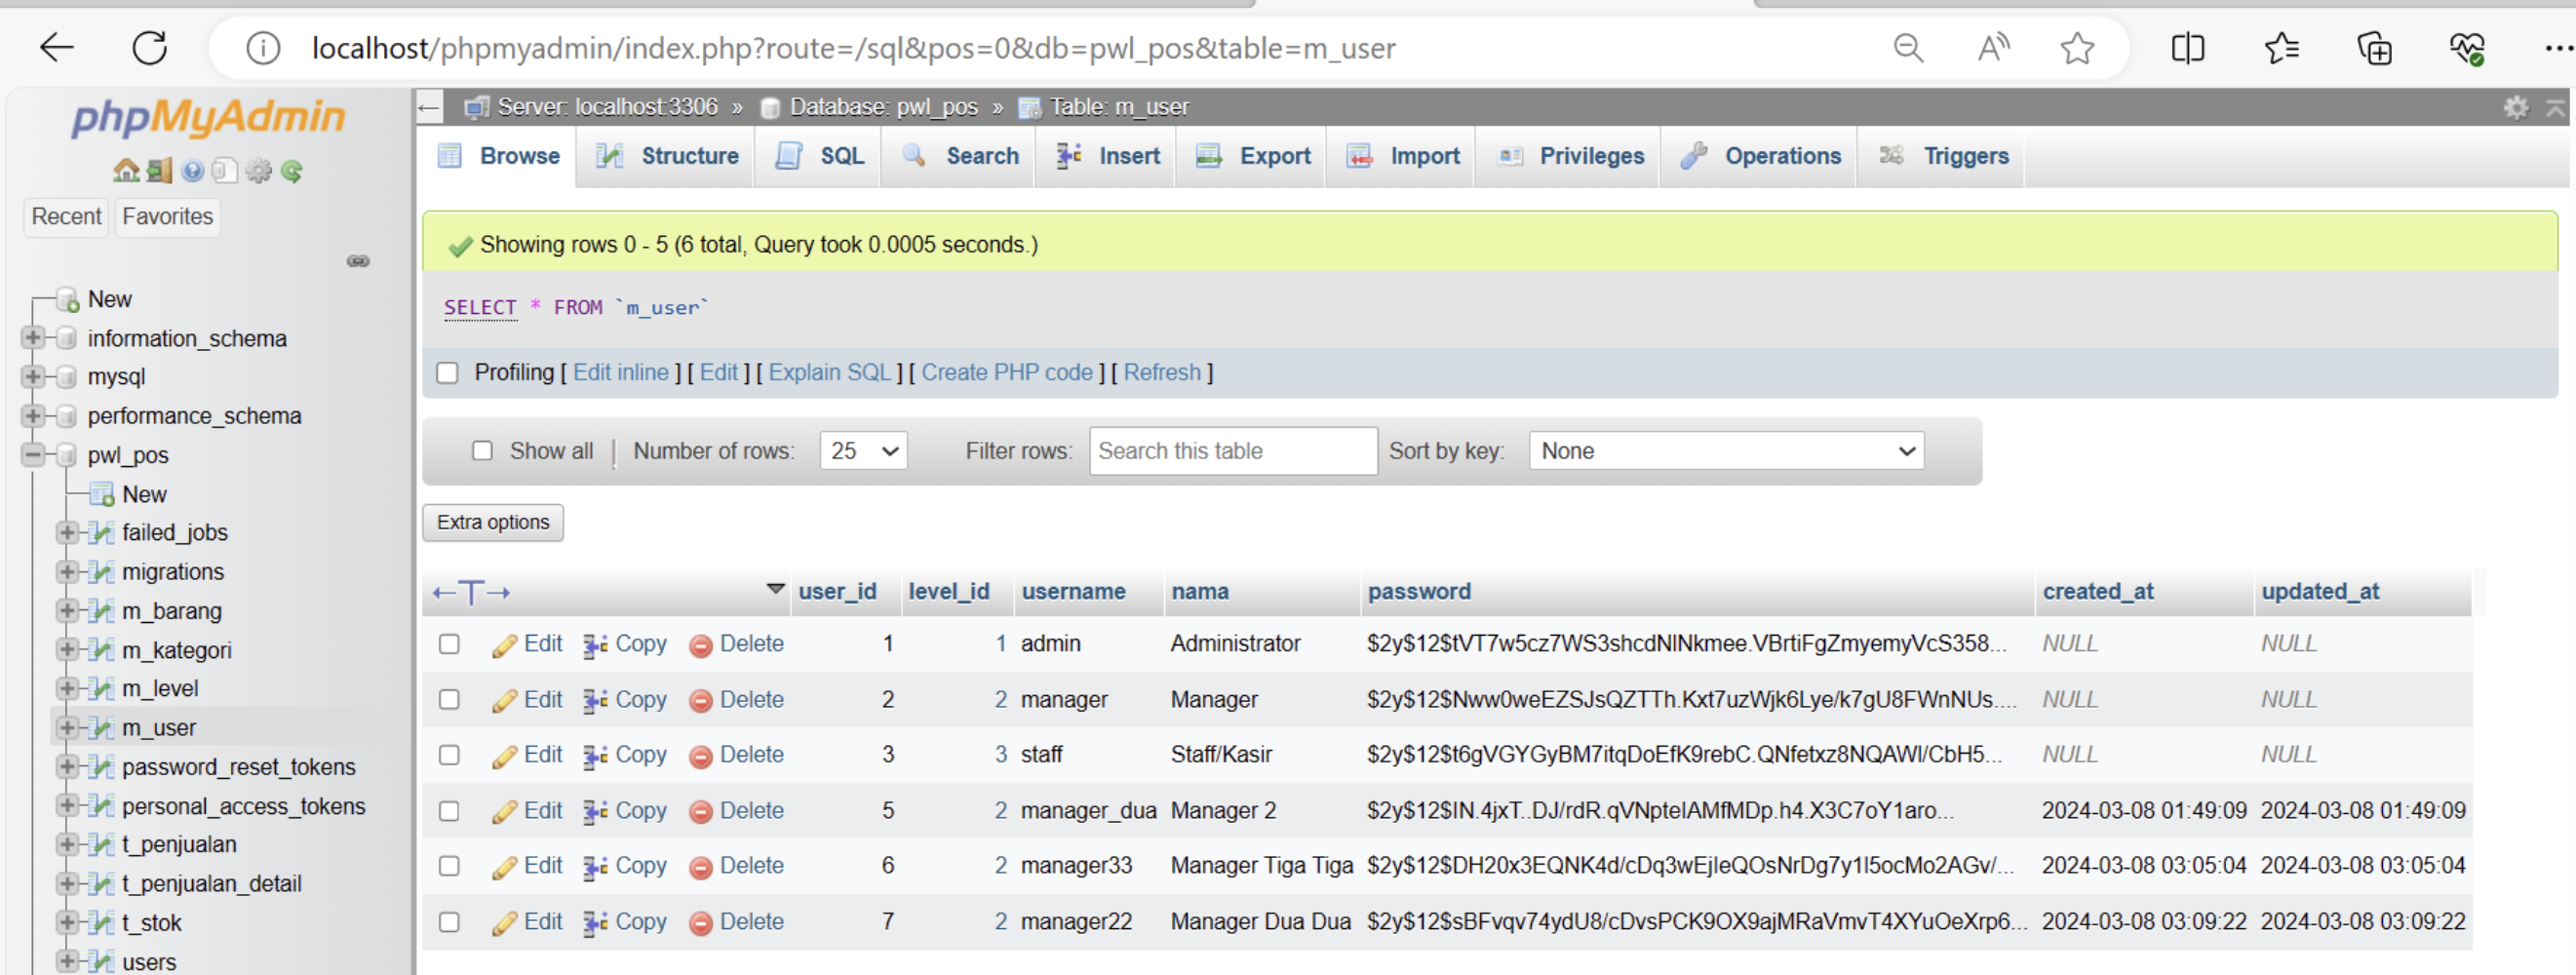 localhost/phpmyadmin/index.php?route=/sql&pos=0&db=pwl_pos&table=m_user
phpMyAdmin
Recent Favorites
New
information_schema
mysql
performance_schema
pwl_pos
New
failed_jobs
migrations
m_barang
m_kategori
m_level
m_user
password_reset_tokens
personal_access_tokens
t_penjualan
t_penjualan_detail
t_stok
users
Server: localhost:3306 » Database: pwl_pos » Table: m_user
Browse Structure SQL Search Insert Export Import Privileges Operations Triggers
Showing rows 0 - 5 (6 total, Query took 0.0005 seconds.)
SELECT * FROM `m_user`
Profiling [ Edit inline ] [ Edit ] [ Explain SQL ] [ Create PHP code ] [ Refresh ]
Show all | Number of rows: 25 Filter rows: Search this table Sort by key: None
Extra options
←T→ user_id level_id username nama password created_at updated_at
Edit Copy Delete 1 1 admin Administrator $2y$12$tVT7w5cz7WS3shcdNlNkmee.VBrtiFgZmyemyVcS358... NULL NULL
Edit Copy Delete 2 2 manager Manager $2y$12$Nww0weEZSJsQZTTh.Kxt7uzWjk6Lye/k7gU8FWnNUs.... NULL NULL
Edit Copy Delete 3 3 staff Staff/Kasir $2y$12$t6gVGYGyBM7itqDoEfK9rebC.QNfetxz8NQAWl/CbH5... NULL NULL
Edit Copy Delete 5 2 manager_dua Manager 2 $2y$12$IN.4jxT..DJ/rdR.qVNptelAMfMDp.h4.X3C7oY1aro... 2024-03-08 01:49:09 2024-03-08 01:49:09
Edit Copy Delete 6 2 manager33 Manager Tiga Tiga $2y$12$DH20x3EQNK4d/cDq3wEjleQOsNrDg7y1I5ocMo2AGv/... 2024-03-08 03:05:04 2024-03-08 03:05:04
Edit Copy Delete 7 2 manager22 Manager Dua Dua $2y$12$sBFvqv74ydU8/cDvsPCK9OX9ajMRaVmvT4XYuOeXrp6... 2024-03-08 03:09:22 2024-03-08 03:09:22